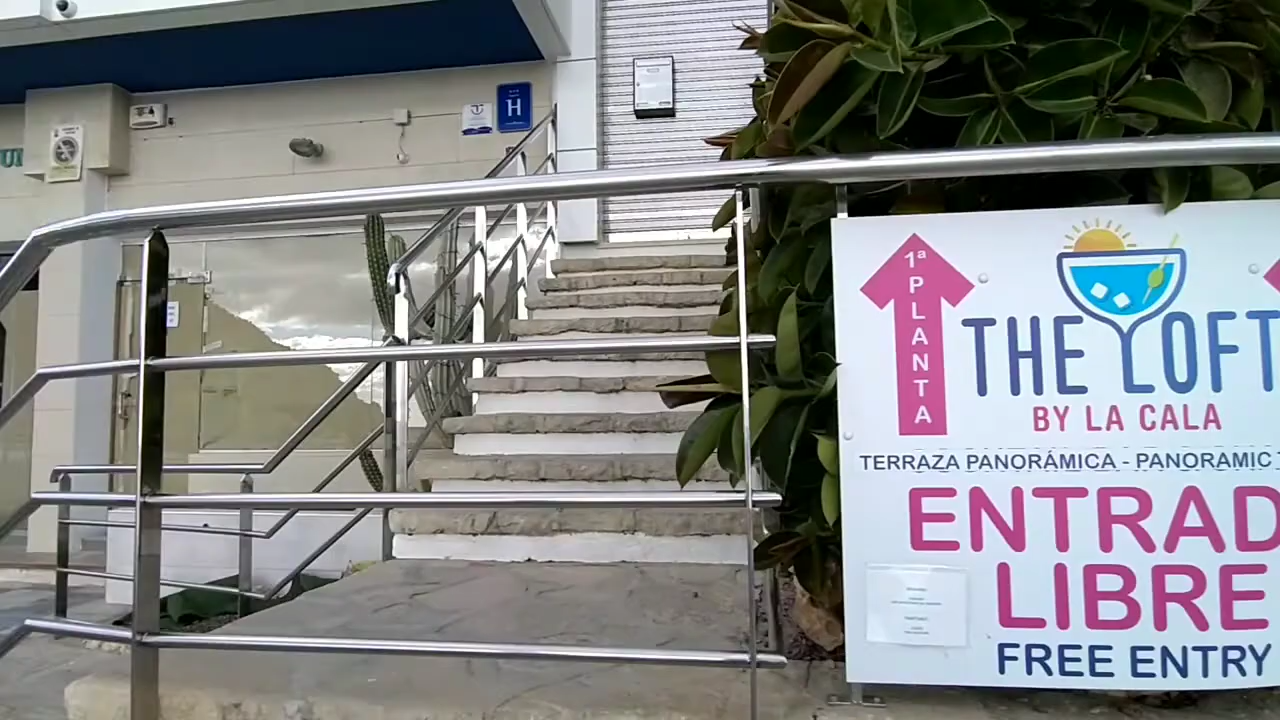 H
1ª PLANTA
THE LOFT
BY LA CALA
TERRAZA PANORÁMICA - PANORAMIC
ENTRAD
LIBRE
FREE ENTRY